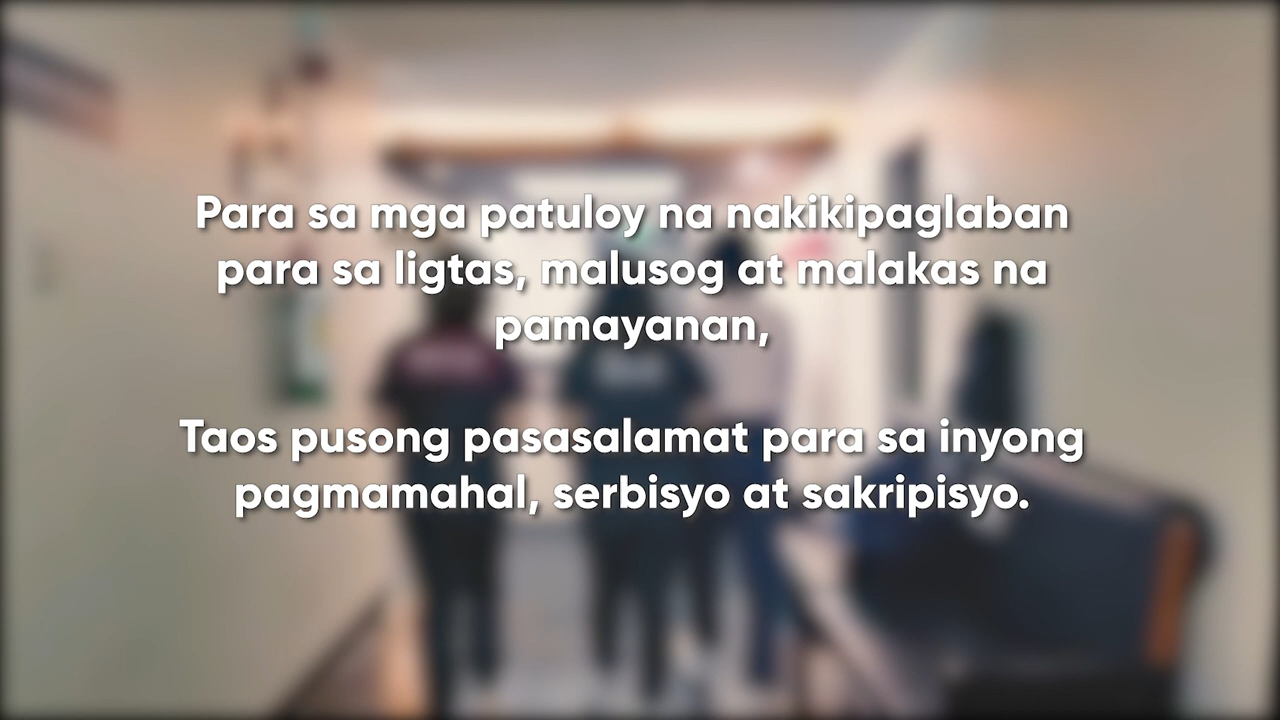 Para sa mga patuloy na nakikipaglaban
para sa ligtas, malusog at malakas na
pamayanan,
Taos pusong pasasalamat para sa inyong
pagmamahal, serbisyo at sakripisyo.